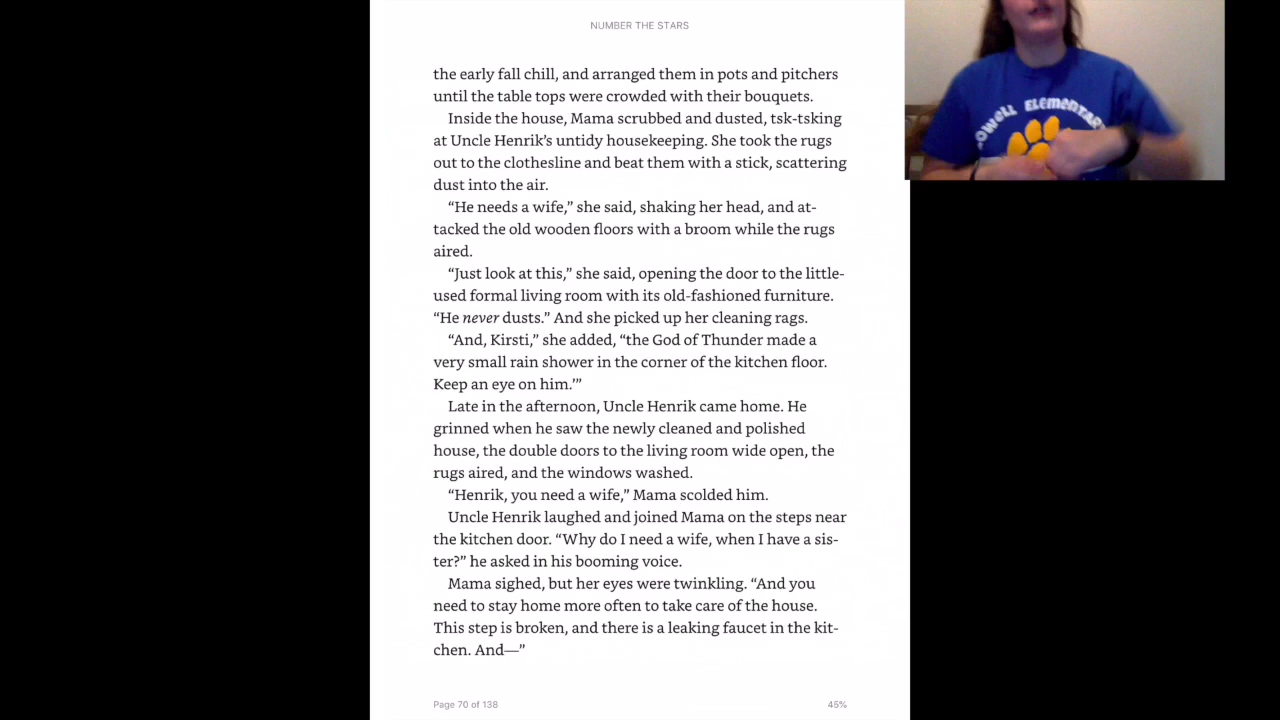 NUMBER THE STARS
the early fall chill, and arranged them in pots and pitchers
until the table tops were crowded with their bouquets.
Inside the house, Mama scrubbed and dusted, tsk-tsking
at Uncle Henrik’s untidy housekeeping. She took the rugs
out to the clothesline and beat them with a stick, scattering
dust into the air.
“He needs a wife,” she said, shaking her head, and at-
tacked the old wooden floors with a broom while the rugs
aired.
“Just look at this,” she said, opening the door to the little-
used formal living room with its old-fashioned furniture.
“He never dusts.” And she picked up her cleaning rags.
“And, Kirsti,” she added, “the God of Thunder made a
very small rain shower in the corner of the kitchen floor.
Keep an eye on him.’”
Late in the afternoon, Uncle Henrik came home. He
grinned when he saw the newly cleaned and polished
house, the double doors to the living room wide open, the
rugs aired, and the windows washed.
“Henrik, you need a wife,” Mama scolded him.
Uncle Henrik laughed and joined Mama on the steps near
the kitchen door. “Why do I need a wife, when I have a sis-
ter?” he asked in his booming voice.
Mama sighed, but her eyes were twinkling. “And you
need to stay home more often to take care of the house.
This step is broken, and there is a leaking faucet in the kit-
chen. And—”
Page 70 of 138
45%